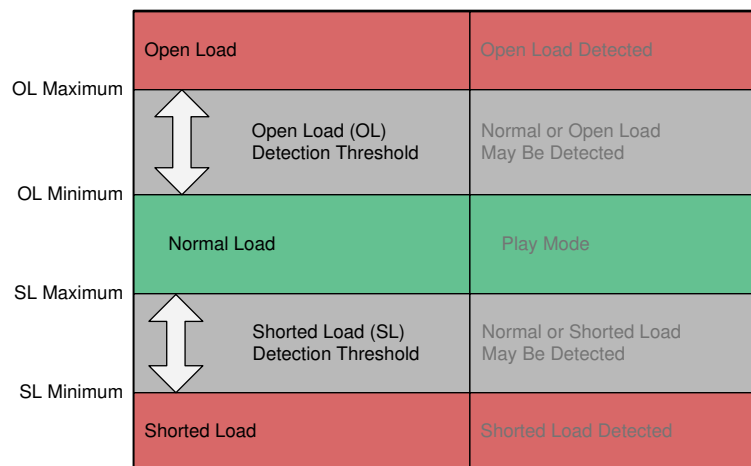 Open Load
Open Load Detected
OL Maximum
Open Load (OL)
Detection Threshold
Normal or Open Load
May Be Detected
OL Minimum
Normal Load
Play Mode
SL Maximum
Shorted Load (SL)
Detection Threshold
Normal or Shorted Load
May Be Detected
SL Minimum
Shorted Load
Shorted Load Detected